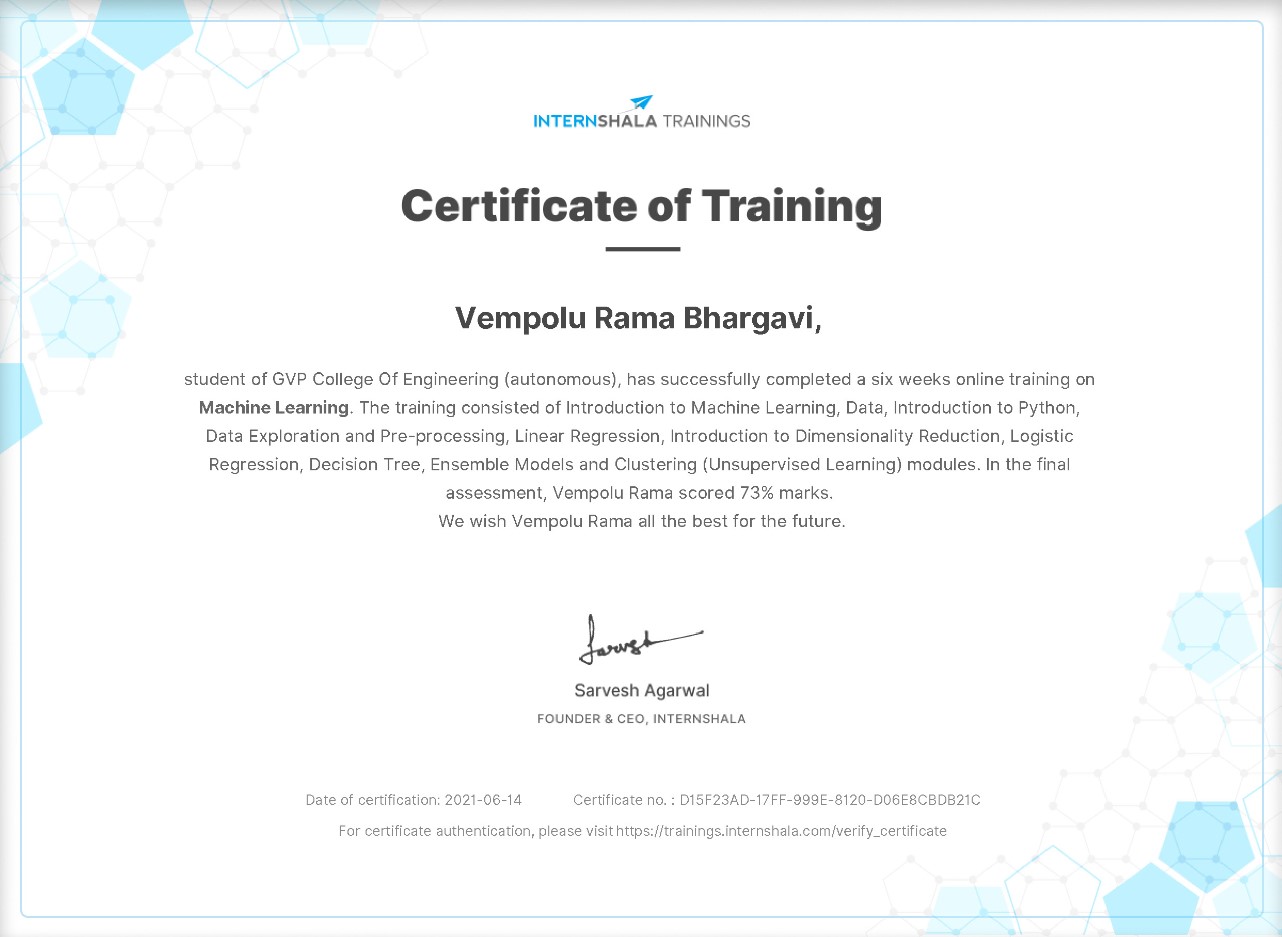 INTERNSHALA TRAININGS
Certificate of Training
Vempolu Rama Bhargavi,
student of GVP College Of Engineering (autonomous), has successfully completed a six weeks online training on
Machine Learning. The training consisted of Introduction to Machine Learning, Data, Introduction to Python,
Data Exploration and Pre-processing, Linear Regression, Introduction to Dimensionality Reduction, Logistic
Regression, Decision Tree, Ensemble Models and Clustering (Unsupervised Learning) modules. In the final
assessment, Vempolu Rama scored 73% marks.
We wish Vempolu Rama all the best for the future.
Sarvesh
Sarvesh Agarwal
FOUNDER & CEO, INTERNSHALA
Date of certification: 2021-06-14 Certificate no. : D15F23AD-17FF-999E-8120-D06E8CBDB21C
For certificate authentication, please visit https://trainings.internshala.com/verify_certificate